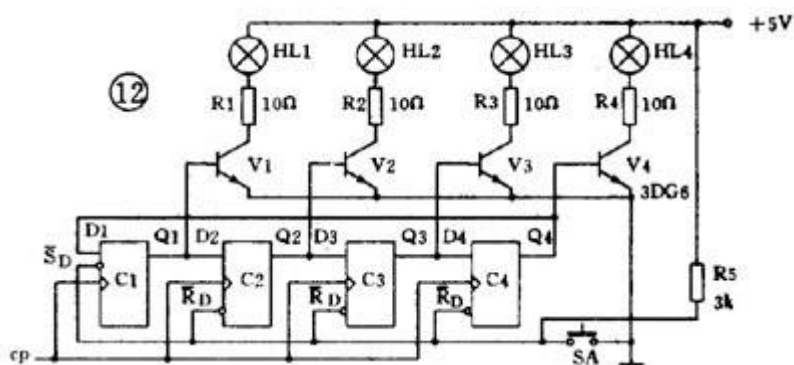 +5V
HL1 HL2 HL3 HL4
⑫
R1 10Ω R2 10Ω R3 10Ω R4 10Ω
V1 V2 V3 V4
3DG6
D1 Q1 D2 Q2 D3 Q3 D4 Q4
S̄D
C1 C2 C3 C4
R5
3k
R̄D R̄D R̄D
cp
SA